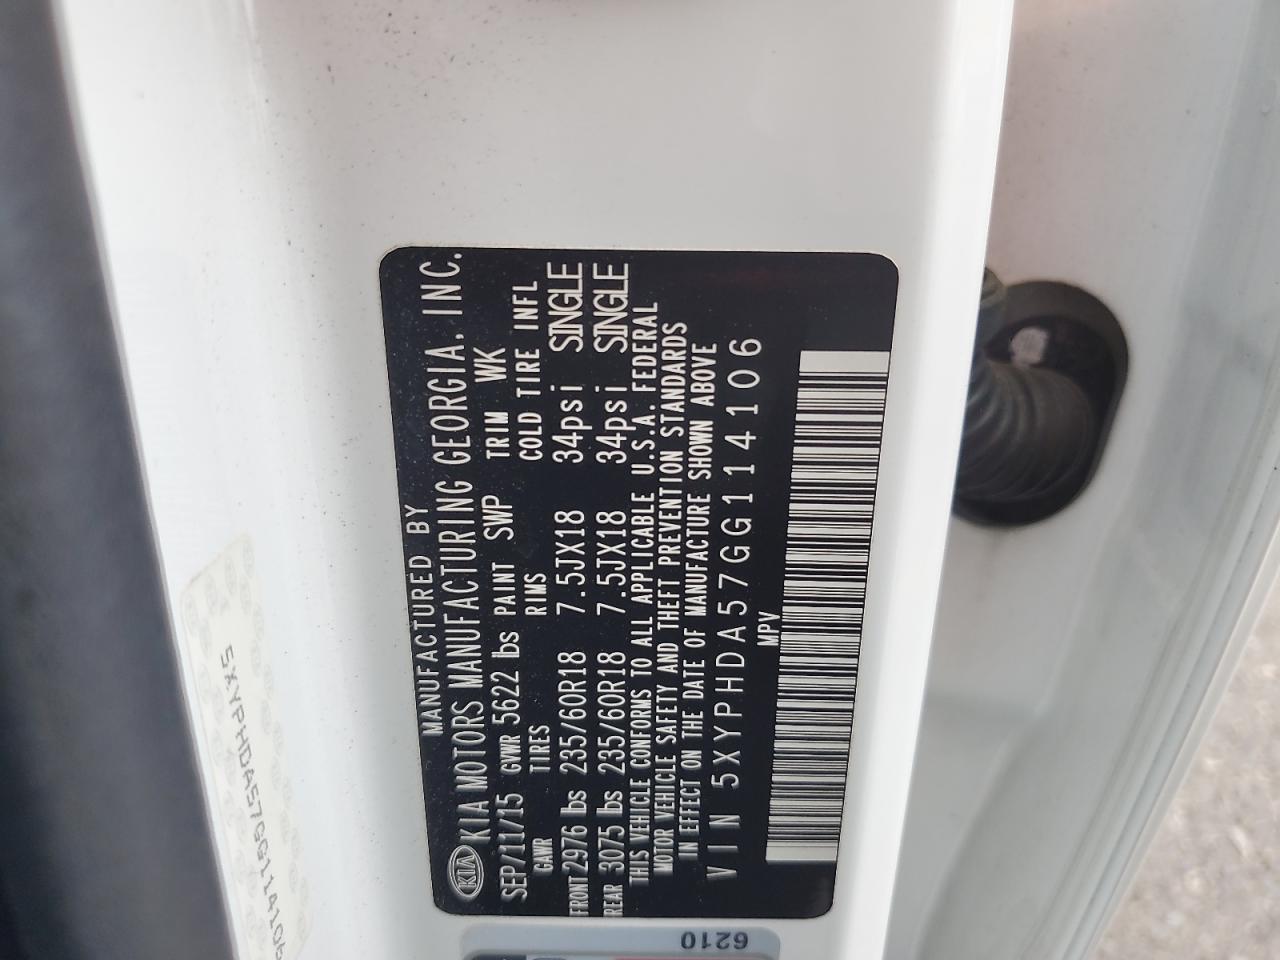 MANUFACTURED BY
KIA KIA MOTORS MANUFACTURING GEORGIA, INC.
SEP/11/15 GVWR 5622 lbs PAINT SWP TRIM WK
GAWR TIRES RIMS COLD TIRE INFL
FRONT 2976 lbs 235/60R18 7.5JX18 34psi SINGLE
REAR 3075 lbs 235/60R18 7.5JX18 34psi SINGLE
THIS VEHICLE CONFORMS TO ALL APPLICABLE U.S.A. FEDERAL
MOTOR VEHICLE SAFETY AND THEFT PREVENTION STANDARDS
IN EFFECT ON THE DATE OF MANUFACTURE SHOWN ABOVE
VIN 5XYPHDA57GG114106
MPV
5XYPHDA57GG114106
6210